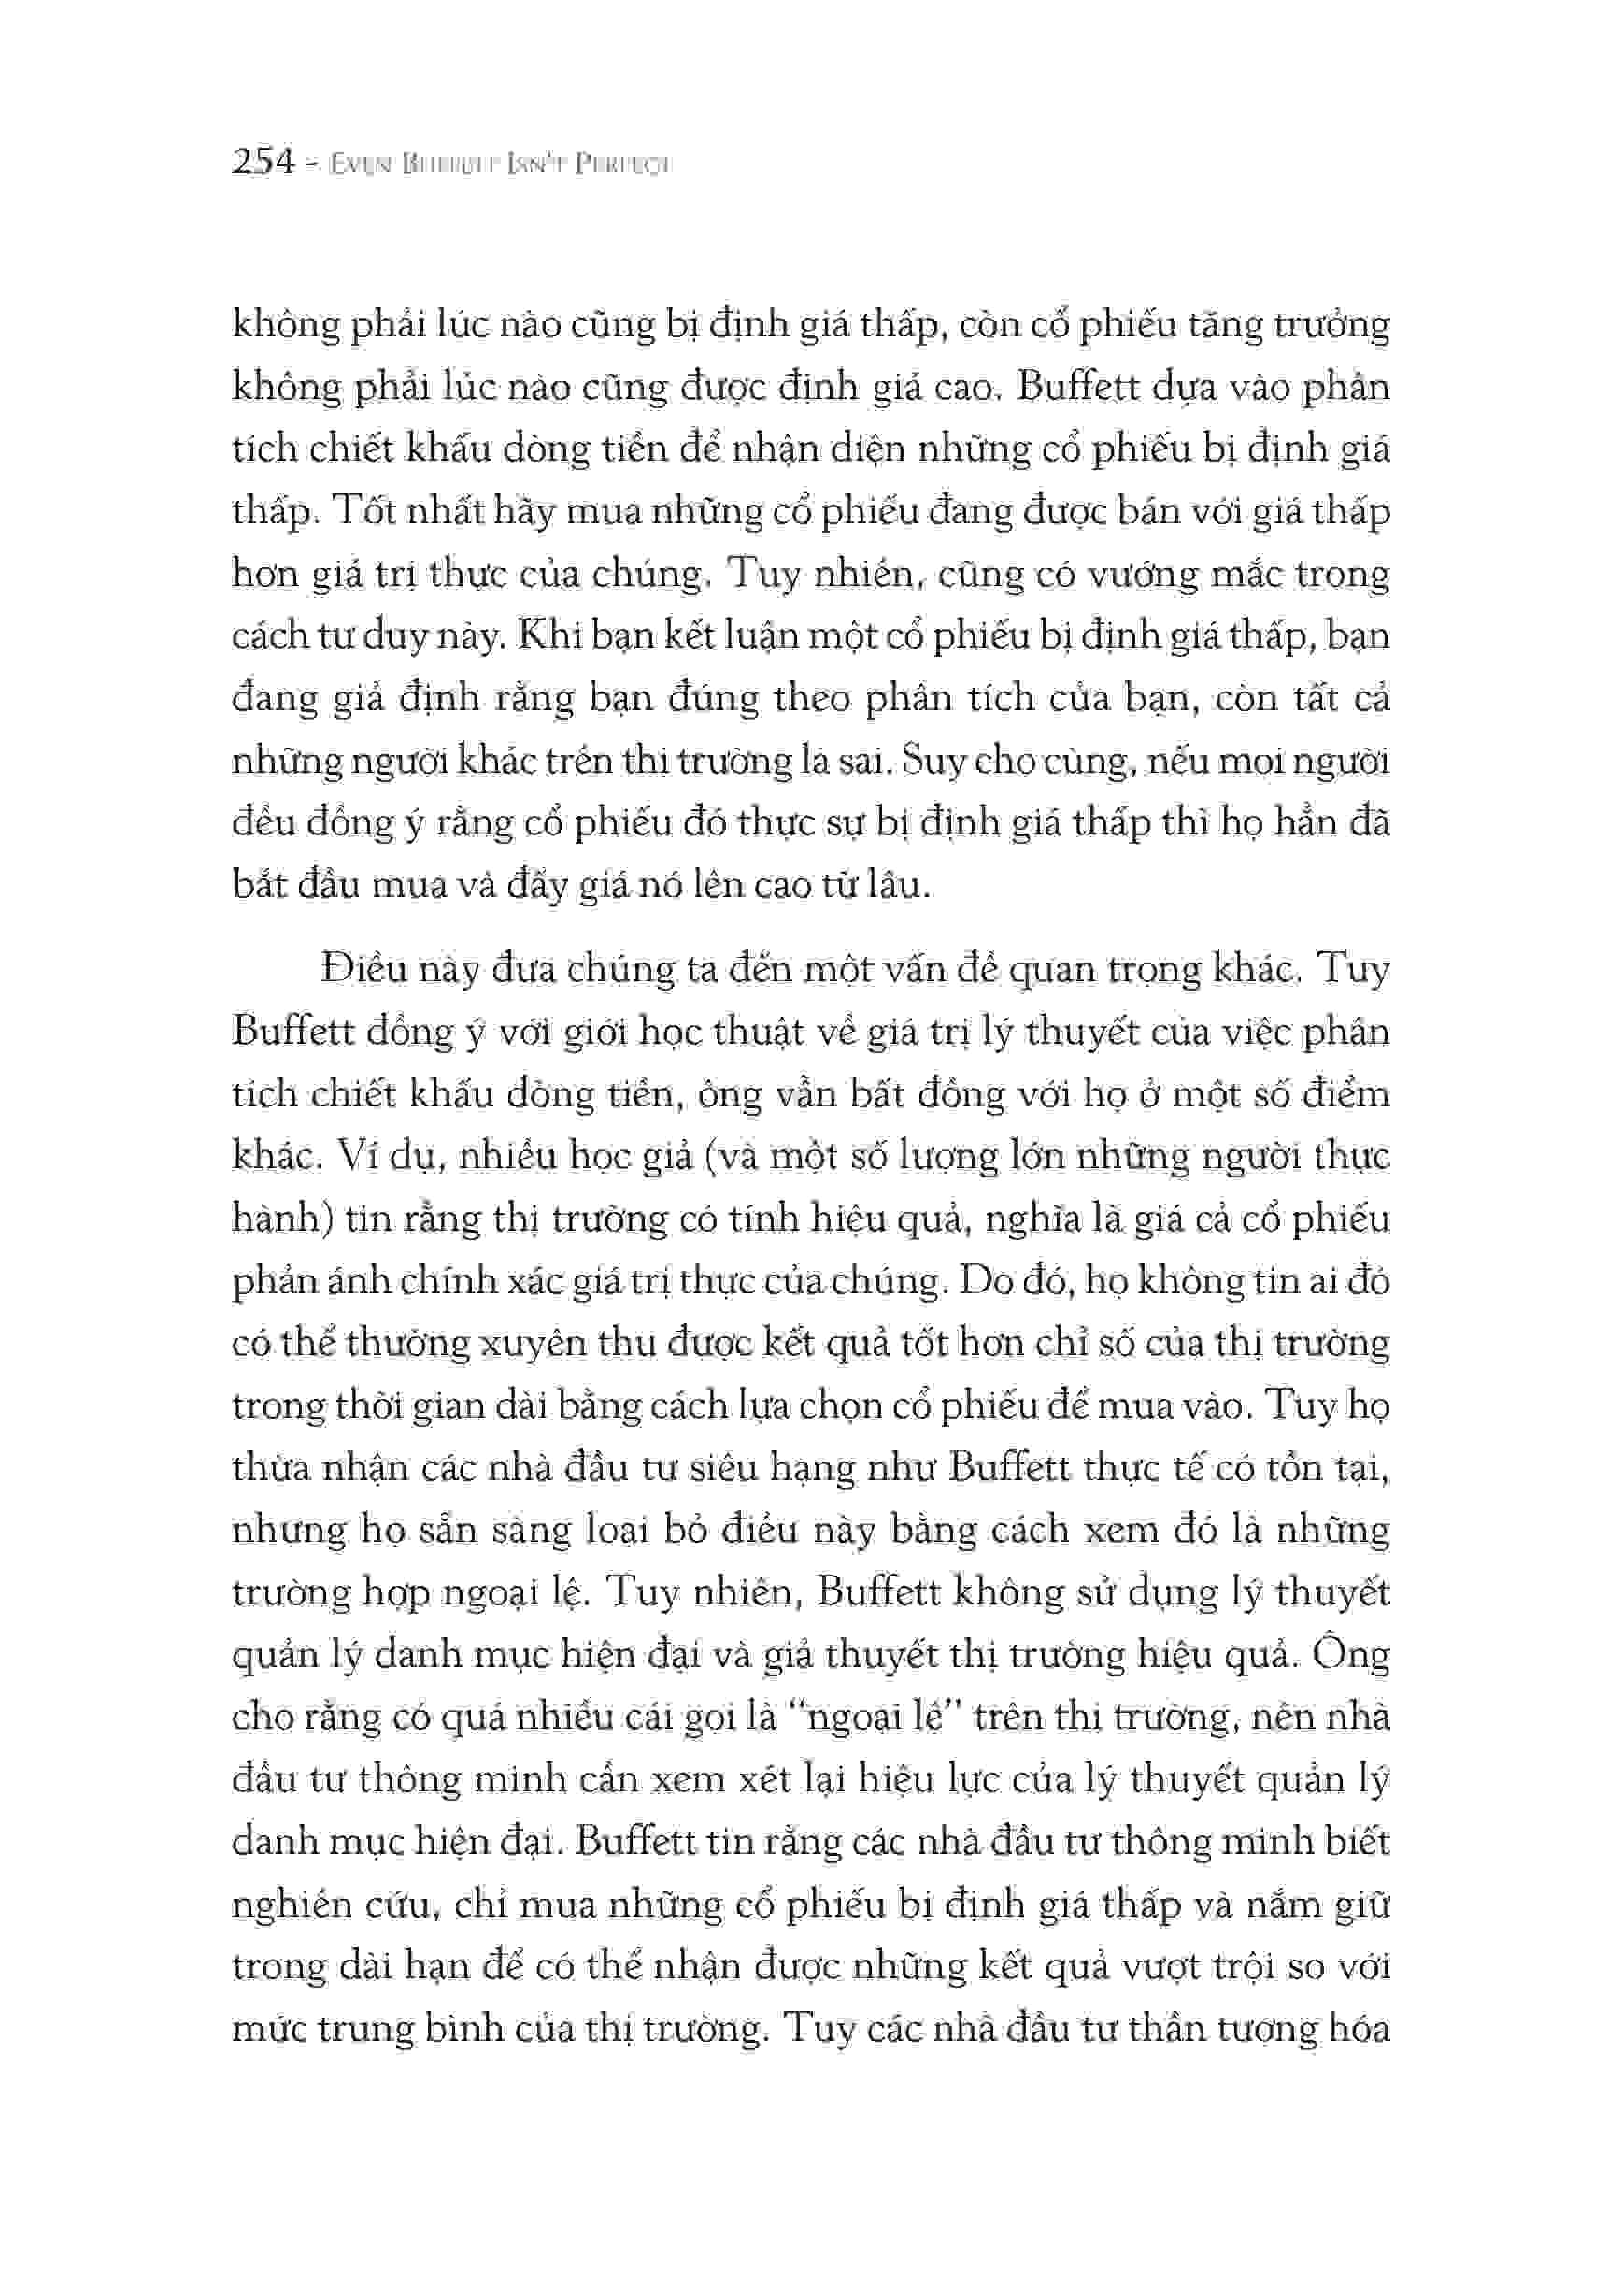 254 - EVEN BUFFETT ISN'T PERFECT
không phải lúc nào cũng bị định giá thấp, còn cổ phiếu tăng trưởng
không phải lúc nào cũng được định giá cao. Buffett dựa vào phân
tích chiết khấu dòng tiền để nhận diện những cổ phiếu bị định giá
thấp. Tốt nhất hãy mua những cổ phiếu đang được bán với giá thấp
hơn giá trị thực của chúng. Tuy nhiên, cũng có vướng mắc trong
cách tư duy này. Khi bạn kết luận một cổ phiếu bị định giá thấp, bạn
đang giả định rằng bạn đúng theo phân tích của bạn, còn tất cả
những người khác trên thị trường là sai. Suy cho cùng, nếu mọi người
đều đồng ý rằng cổ phiếu đó thực sự bị định giá thấp thì họ hẳn đã
bắt đầu mua và đẩy giá nó lên cao từ lâu.
Điều này đưa chúng ta đến một vấn đề quan trọng khác. Tuy
Buffett đồng ý với giới học thuật về giá trị lý thuyết của việc phân
tích chiết khấu dòng tiền, ông vẫn bất đồng với họ ở một số điểm
khác. Ví dụ, nhiều học giả (và một số lượng lớn những người thực
hành) tin rằng thị trường có tính hiệu quả, nghĩa là giá cả cổ phiếu
phản ánh chính xác giá trị thực của chúng. Do đó, họ không tin ai đó
có thể thường xuyên thu được kết quả tốt hơn chỉ số của thị trường
trong thời gian dài bằng cách lựa chọn cổ phiếu để mua vào. Tuy họ
thừa nhận các nhà đầu tư siêu hạng như Buffett thực tế có tồn tại,
nhưng họ sẵn sàng loại bỏ điều này bằng cách xem đó là những
trường hợp ngoại lệ. Tuy nhiên, Buffett không sử dụng lý thuyết
quản lý danh mục hiện đại và giả thuyết thị trường hiệu quả. Ông
cho rằng có quá nhiều cái gọi là “ngoại lệ” trên thị trường, nên nhà
đầu tư thông minh cần xem xét lại hiệu lực của lý thuyết quản lý
danh mục hiện đại. Buffett tin rằng các nhà đầu tư thông minh biết
nghiên cứu, chỉ mua những cổ phiếu bị định giá thấp và nắm giữ
trong dài hạn để có thể nhận được những kết quả vượt trội so với
mức trung bình của thị trường. Tuy các nhà đầu tư thần tượng hóa